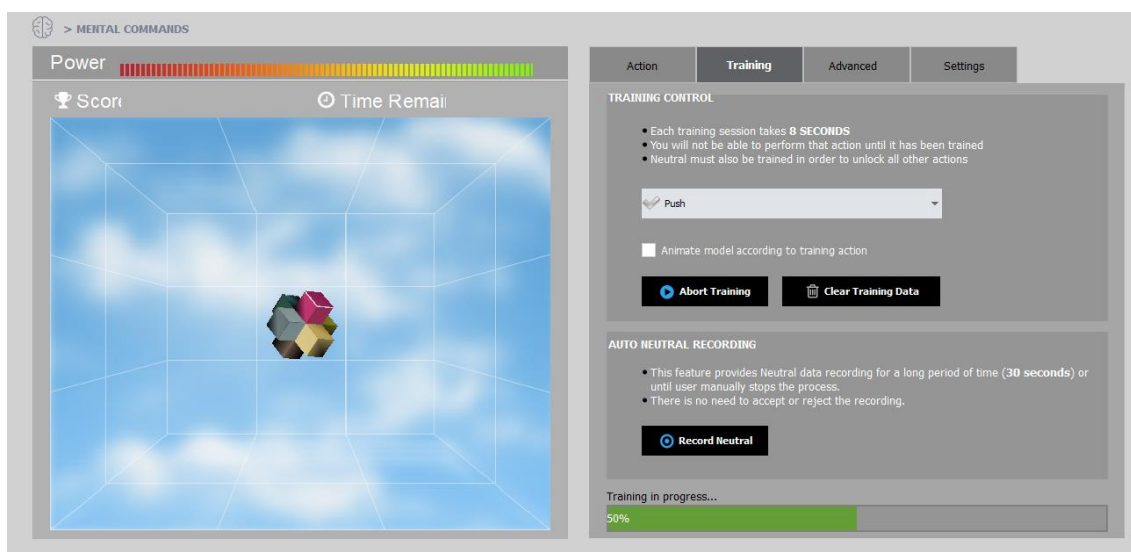 > MENTAL COMMANDS
Power
Score
Time Remai
Action
Training
Advanced
Settings
TRAINING CONTROL
Each training session takes 8 SECONDS
You will not be able to perform that action until it has been trained
Neutral must also be trained in order to unlock all other actions
Push
Animate model according to training action
Abort Training
Clear Training Data
AUTO NEUTRAL RECORDING
This feature provides Neutral data recording for a long period of time (30 seconds) or
until user manually stops the process.
There is no need to accept or reject the recording.
Record Neutral
Training in progress...
50%